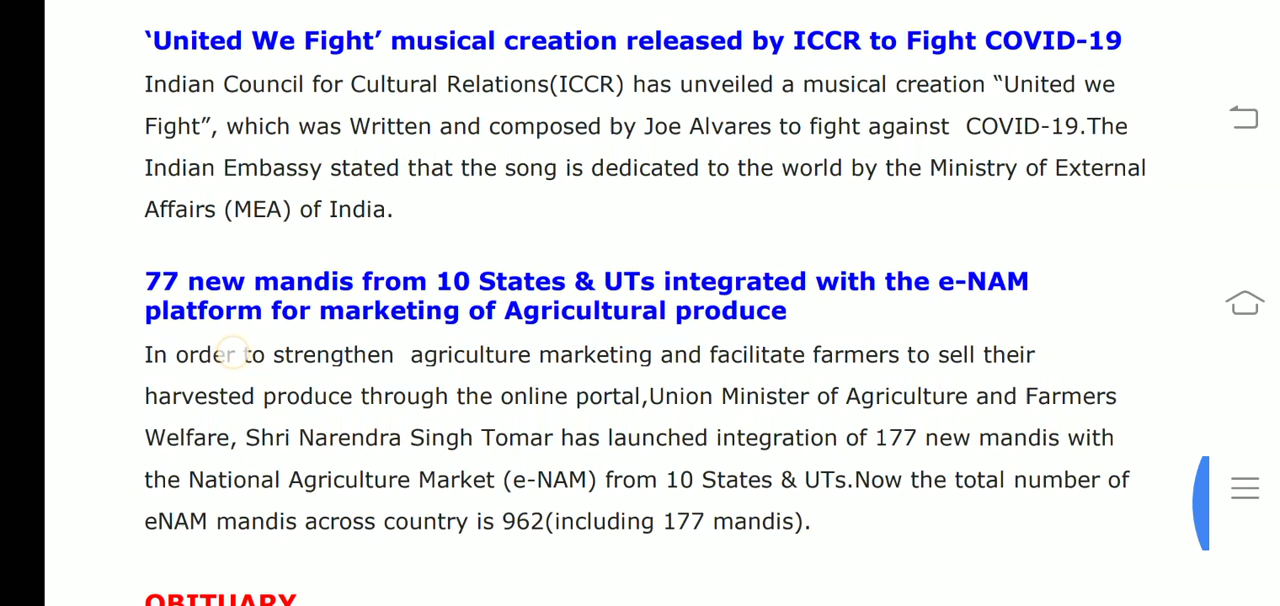 ‘United We Fight’ musical creation released by ICCR to Fight COVID-19
Indian Council for Cultural Relations(ICCR) has unveiled a musical creation “United we
Fight”, which was Written and composed by Joe Alvares to fight against  COVID-19.The
Indian Embassy stated that the song is dedicated to the world by the Ministry of External
Affairs (MEA) of India.
77 new mandis from 10 States & UTs integrated with the e-NAM
platform for marketing of Agricultural produce
In order to strengthen  agriculture marketing and facilitate farmers to sell their
harvested produce through the online portal,Union Minister of Agriculture and Farmers
Welfare, Shri Narendra Singh Tomar has launched integration of 177 new mandis with
the National Agriculture Market (e-NAM) from 10 States & UTs.Now the total number of
eNAM mandis across country is 962(including 177 mandis).
OBITUARY